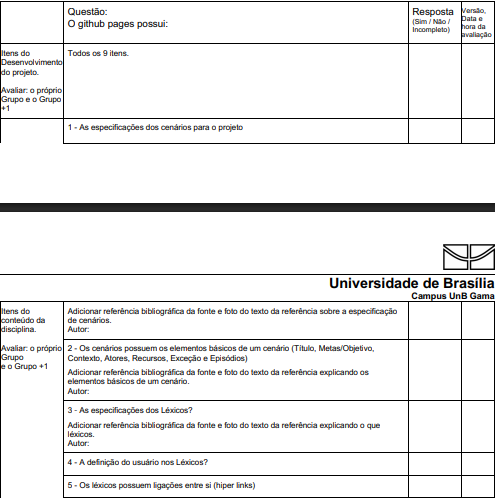 Questão:
O github pages possui:
Resposta
(Sim / Não /
Incompleto)
Versão,
Data e
hora da
avaliação
Itens do
Desenvolvimento
do projeto.
Avaliar: o próprio
Grupo e o Grupo
+1
Todos os 9 itens.
1 - As especificações dos cenários para o projeto
Universidade de Brasília
Campus UnB Gama
Itens do
conteúdo da
disciplina.
Avaliar: o próprio
Grupo
e o Grupo +1
Adicionar referência bibliográfica da fonte e foto do texto da referência sobre a especificação
de cenários.
Autor:
2 - Os cenários possuem os elementos básicos de um cenário (Título, Metas/Objetivo,
Contexto, Atores, Recursos, Exceção e Episódios)
Adicionar referência bibliográfica da fonte e foto do texto da referência explicando os
elementos básicos de um cenário.
Autor:
3 - As especificações dos Léxicos?
Adicionar referência bibliográfica da fonte e foto do texto da referência explicando o que
léxicos.
Autor:
4 - A definição do usuário nos Léxicos?
5 - Os léxicos possuem ligações entre si (hiper links)